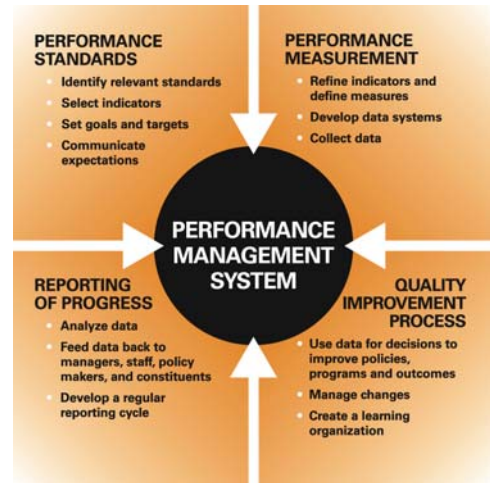 PERFORMANCE
STANDARDS
• Identify relevant standards
• Select indicators
• Set goals and targets
• Communicate
expectations
PERFORMANCE
MEASUREMENT
• Refine indicators and
define measures
• Develop data systems
• Collect data
PERFORMANCE
MANAGEMENT
SYSTEM
REPORTING
OF PROGRESS
• Analyze data
• Feed data back to
managers, staff, policy
makers, and constituents
• Develop a regular
reporting cycle
QUALITY
IMPROVEMENT
PROCESS
• Use data for decisions to
improve policies,
programs and outcomes
• Manage changes
• Create a learning
organization